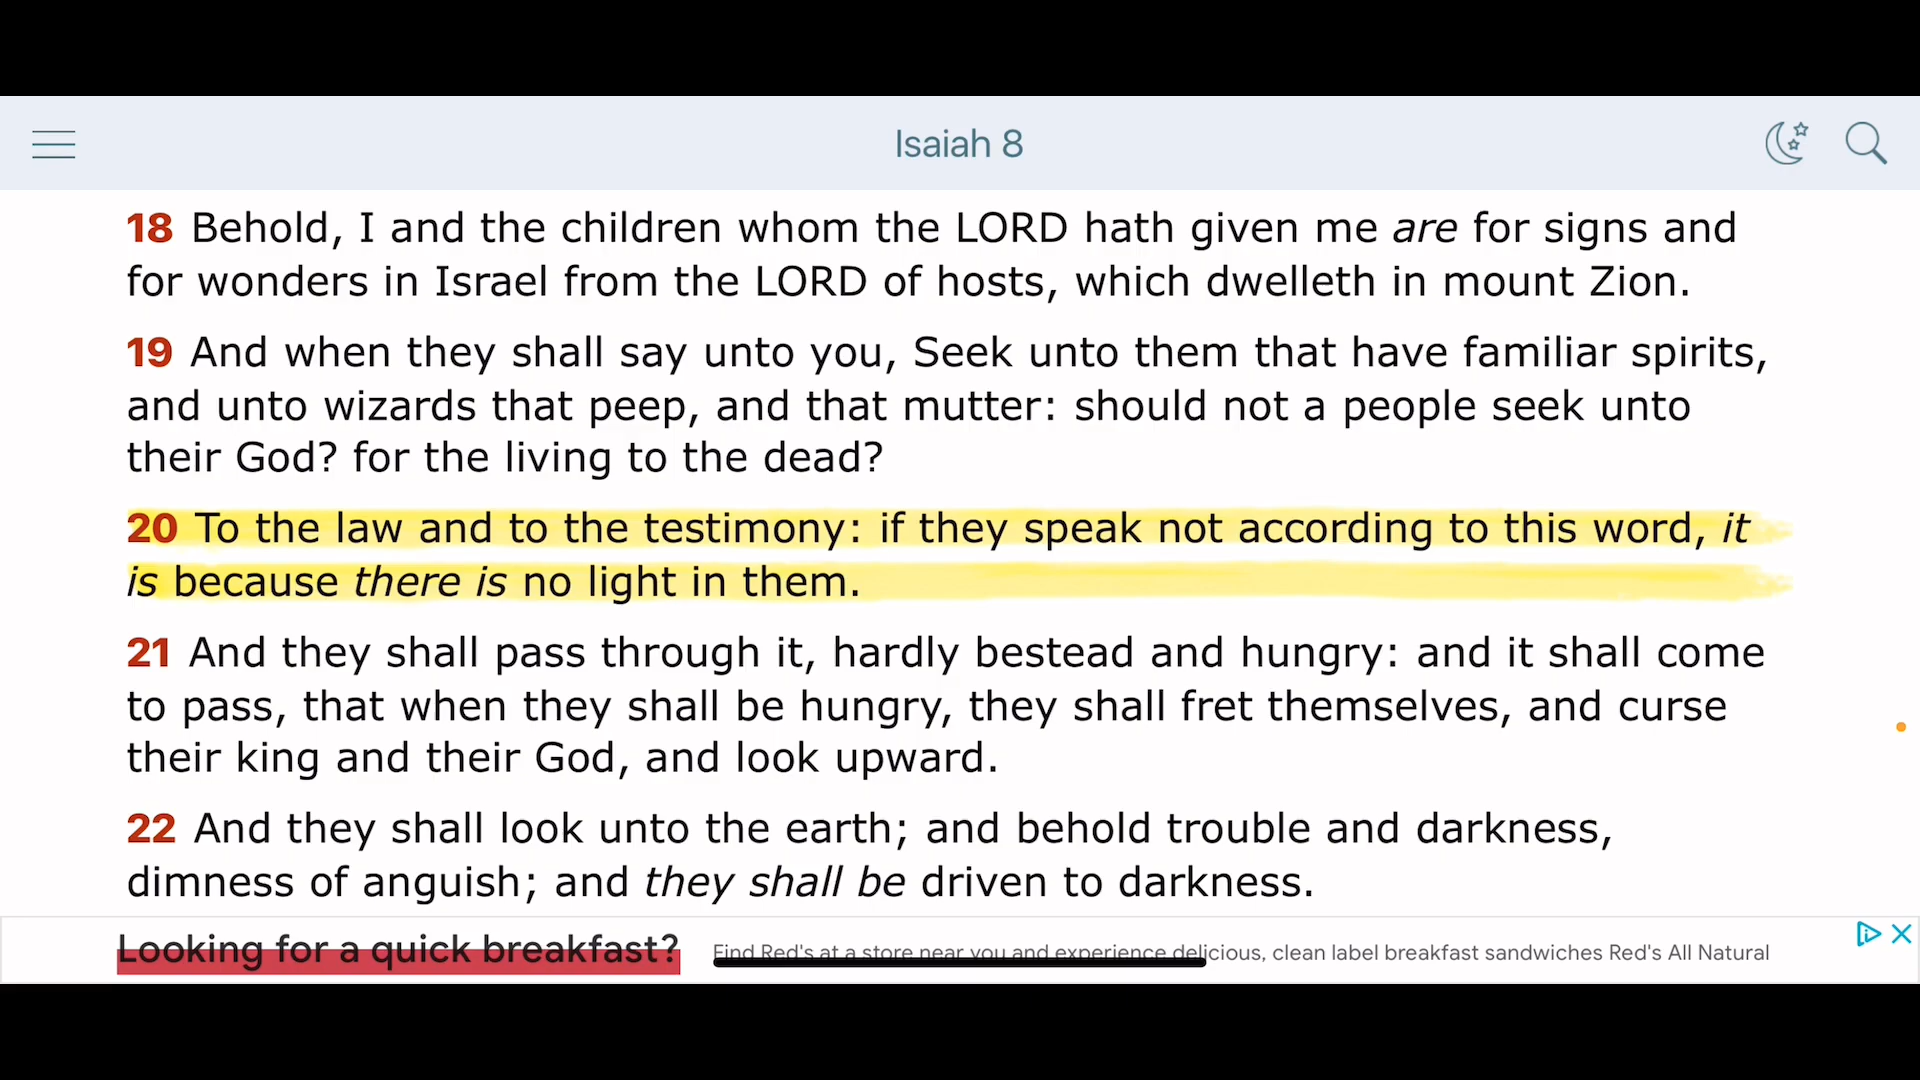 Isaiah 8
18 Behold, I and the children whom the LORD hath given me are for signs and
for wonders in Israel from the LORD of hosts, which dwelleth in mount Zion.
19 And when they shall say unto you, Seek unto them that have familiar spirits,
and unto wizards that peep, and that mutter: should not a people seek unto
their God? for the living to the dead?
20 To the law and to the testimony: if they speak not according to this word, it
is because there is no light in them.
21 And they shall pass through it, hardly bestead and hungry: and it shall come
to pass, that when they shall be hungry, they shall fret themselves, and curse
their king and their God, and look upward.
22 And they shall look unto the earth; and behold trouble and darkness,
dimness of anguish; and they shall be driven to darkness.
Looking for a quick breakfast?
Find Red's at a store near you and experience delicious, clean label breakfast sandwiches Red's All Natural